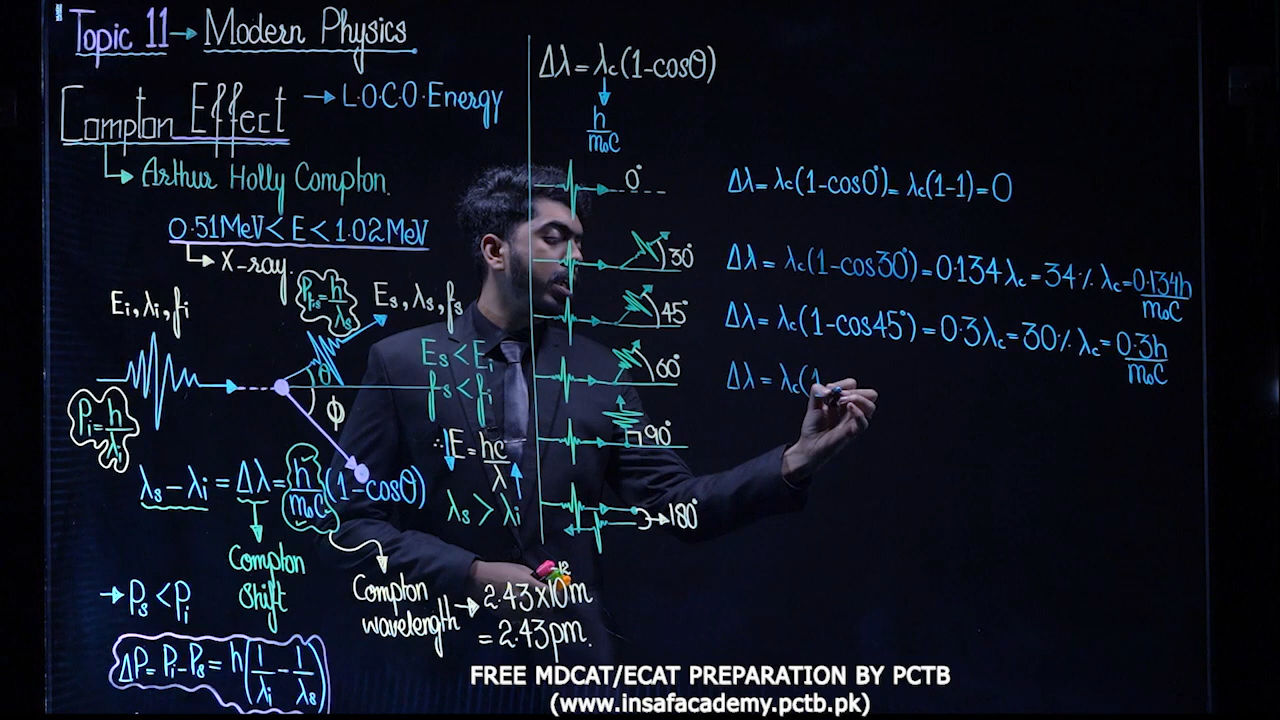 Topic 11 → Modern Physics
Compton Effect → L.O.C.O.Energy
Arthur Holly Compton.
0.51MeV < E < 1.02MeV
X-ray.
Ei, λi, fi
Pi = h/λi
Ps = h/λs
Es, λs, fs
θ
Φ
Es < Ei
fs < fi
∴ E = hc/λ
λs > λi
λs − λi = Δλ = h/m₀c (1−cosθ)
Compton Shift
Compton wavelength → 2.43×10⁻¹²m
= 2.43pm.
→ Ps < Pi
ΔP = Pi − Ps = h(1/λi − 1/λs)
Δλ = λc(1−cosθ)
h/m₀c
0°
30°
45°
60°
90°
180°
Δλ = λc(1−cos0°) = λc(1−1) = 0
Δλ = λc(1−cos30°) = 0.134λc = 34% λc = 0.134h/m₀c
Δλ = λc(1−cos45°) = 0.3λc = 30% λc = 0.3h/m₀c
Δλ = λc(1
FREE MDCAT/ECAT PREPARATION BY PCTB
(www.insafacademy.pctb.pk)